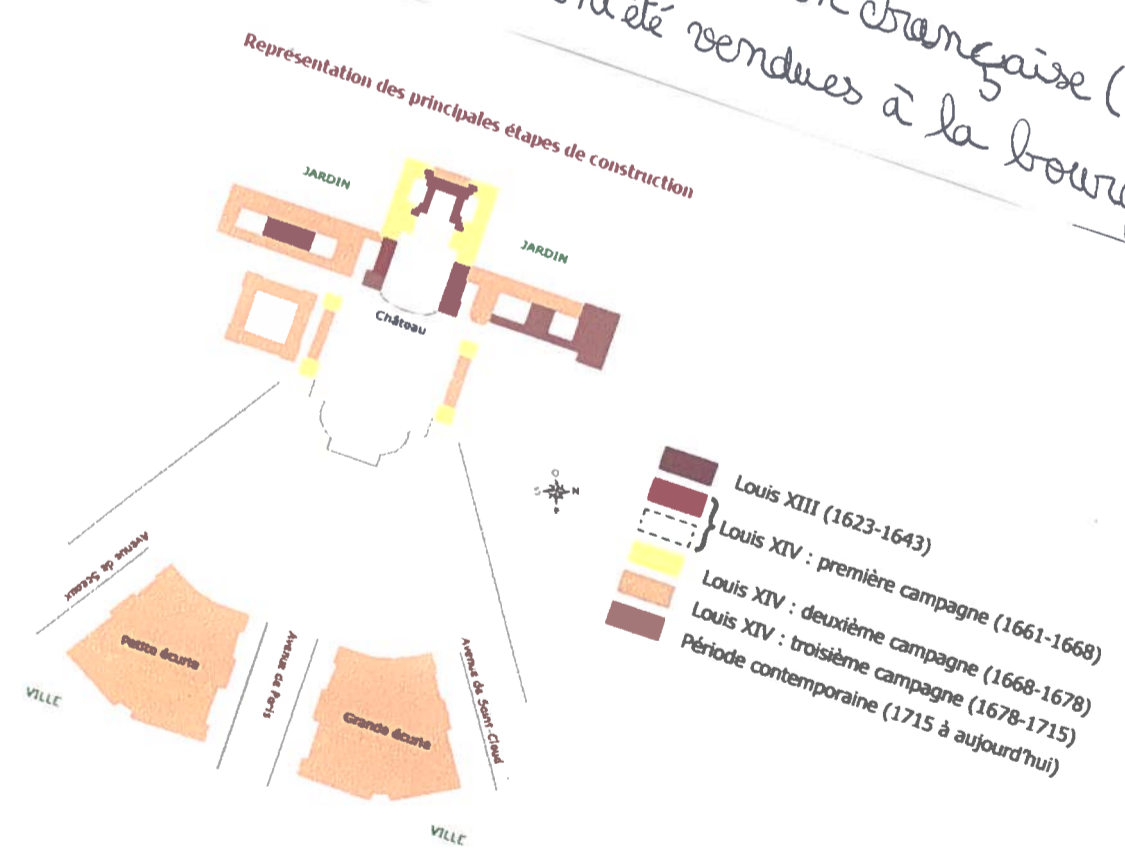 française (
été vendues à la
Représentation des principales étapes de construction
JARDIN
JARDIN
Château
O
S
N
Louis XIII (1623-1643)
Louis XIV : première campagne (1661-1668)
Louis XIV : deuxième campagne (1668-1678)
Louis XIV : troisième campagne (1678-1715)
Période contemporaine (1715 à aujourd'hui)
Avenue de Sceaux
Petite écurie
Avenue de Paris
Grande écurie
Avenue de Saint-Cloud
VILLE
VILLE